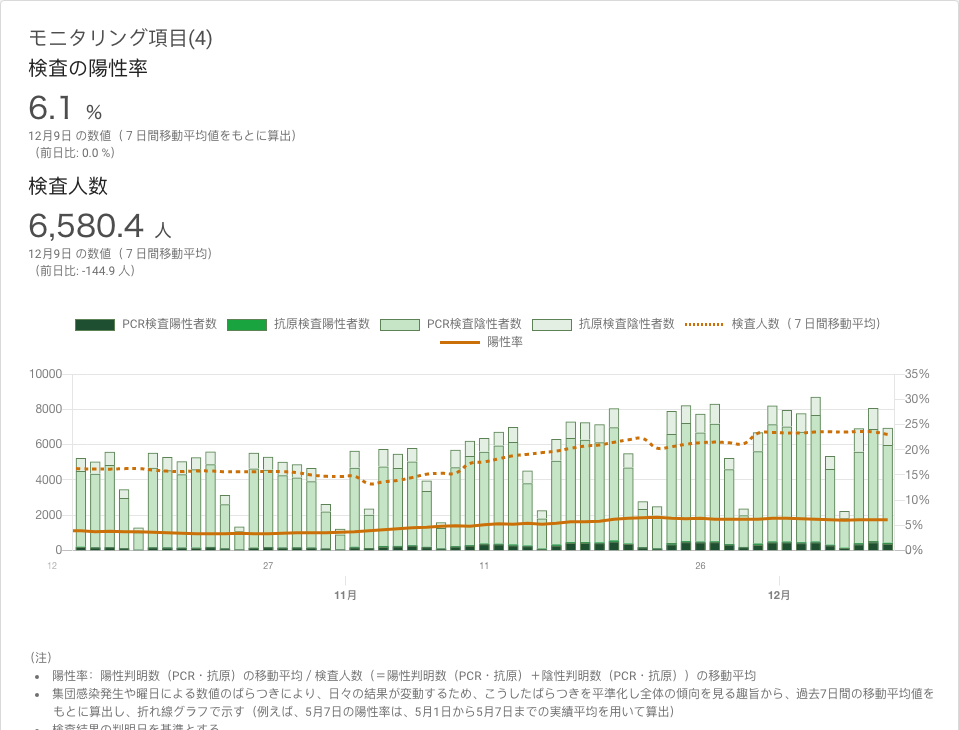 モニタリング項目(4)
検査の陽性率
6.1 %
12月9日 の数値（７日間移動平均値をもとに算出）
（前日比: 0.0 %）
検査人数
6,580.4 人
12月9日 の数値（７日間移動平均）
（前日比: -144.9 人）
PCR検査陽性者数 抗原検査陽性者数 PCR検査陰性者数 抗原検査陰性者数 検査人数（７日間移動平均）
陽性率
10000 35%
30%
8000
25%
6000
20%
4000 15%
10%
2000
5%
0 0%
12 27 11 26
11月 12月
（注）
• 陽性率：陽性判明数（PCR・抗原）の移動平均 / 検査人数（＝陽性判明数（PCR・抗原）＋陰性判明数（PCR・抗原））の移動平均
• 集団感染発生や曜日による数値のばらつきにより、日々の結果が変動するため、こうしたばらつきを平準化し全体の傾向を見る趣旨から、過去7日間の移動平均値を
もとに算出し、折れ線グラフで示す（例えば、5月7日の陽性率は、5月1日から5月7日までの実績平均を用いて算出）
• 検査結果の判明日を基準とする